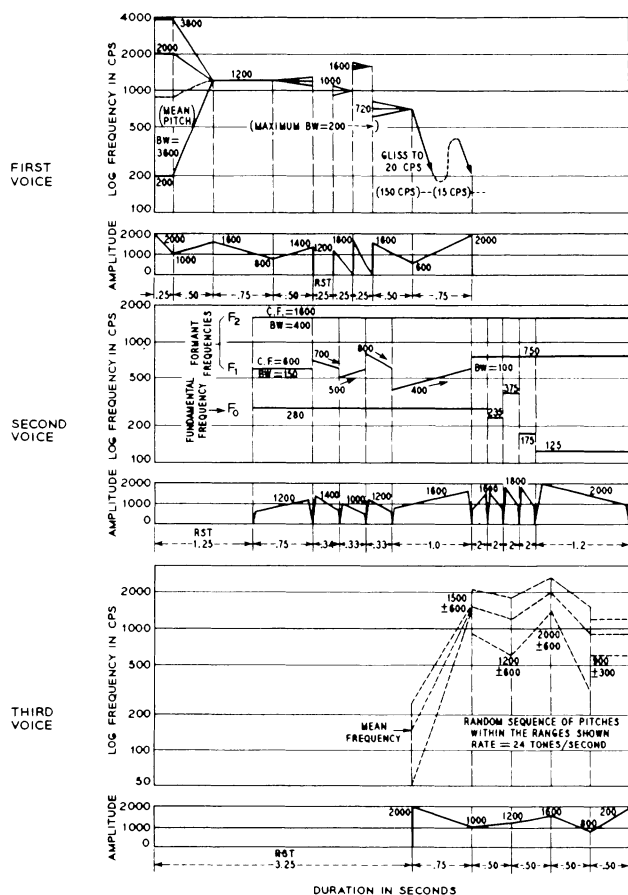 FIRST VOICE
LOG FREQUENCY IN CPS
4000
2000
1000
500
200
100
3800
2000
(MEAN PITCH)
BW=
3600
200
1200
1000
1600
(MAXIMUM BW=200)
720
GLISS TO
20 CPS
(150 CPS)
(15 CPS)
AMPLITUDE
2000
1000
0
2000
1000
1600
800
1400
1200
1800
1600
600
2000
RST
.25 .50 .75 .50 .25 .25 .25 .50 .75
SECOND VOICE
LOG FREQUENCY IN CPS
2000
1000
500
200
100
FORMANT FREQUENCIES
F2
C.F.=1600
BW=400
F1
C.F=600
BW=150
700
500
800
400
BW=100
750
375
FUNDAMENTAL FREQUENCY
F0
280
235
175
125
AMPLITUDE
2000
1000
0
1200
1400
1000
1200
1600
1800
2000
RST
1.25 .75 .34 .33 .33 1.0 .2 .2 .2 .2 1.2
THIRD VOICE
LOG FREQUENCY IN CPS
2000
1000
500
200
100
50
1500
±600
1200
±600
2000
±600
900
±300
MEAN
FREQUENCY
RANDOM SEQUENCE OF PITCHES
WITHIN THE RANGES SHOWN
RATE = 24 TONES/SECOND
AMPLITUDE
2000
1000
0
2000
1000
1200
1600
800
200
RST
3.25 .75 .50 .50 .50 .50
DURATION IN SECONDS